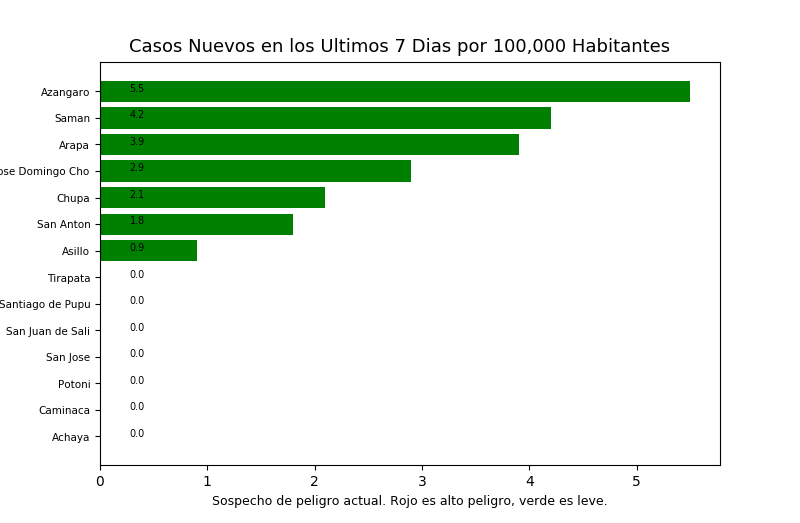 Casos Nuevos en los Ultimos 7 Dias por 100,000 Habitantes
Azangaro 5.5
Saman 4.2
Arapa 3.9
ose Domingo Cho 2.9
Chupa 2.1
San Anton 1.8
Asillo 0.9
Tirapata 0.0
Santiago de Pupu 0.0
San Juan de Sali 0.0
San Jose 0.0
Potoni 0.0
Caminaca 0.0
Achaya 0.0
0 1 2 3 4 5
Sospecho de peligro actual. Rojo es alto peligro, verde es leve.